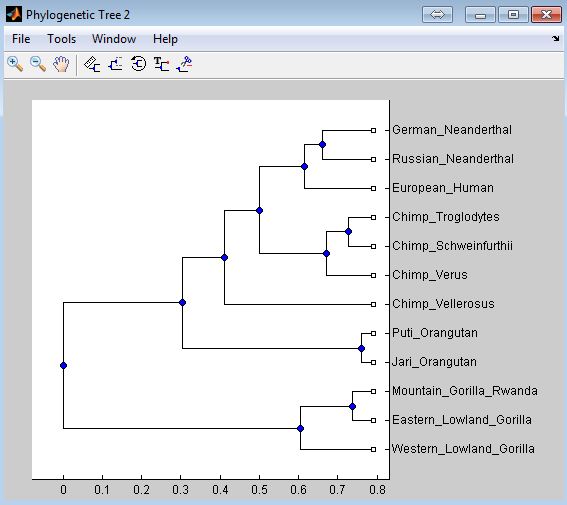 Phylogenetic Tree 2
File Tools Window Help
German_Neanderthal
Russian_Neanderthal
European_Human
Chimp_Troglodytes
Chimp_Schweinfurthii
Chimp_Verus
Chimp_Vellerosus
Puti_Orangutan
Jari_Orangutan
Mountain_Gorilla_Rwanda
Eastern_Lowland_Gorilla
Western_Lowland_Gorilla
0 0.1 0.2 0.3 0.4 0.5 0.6 0.7 0.8